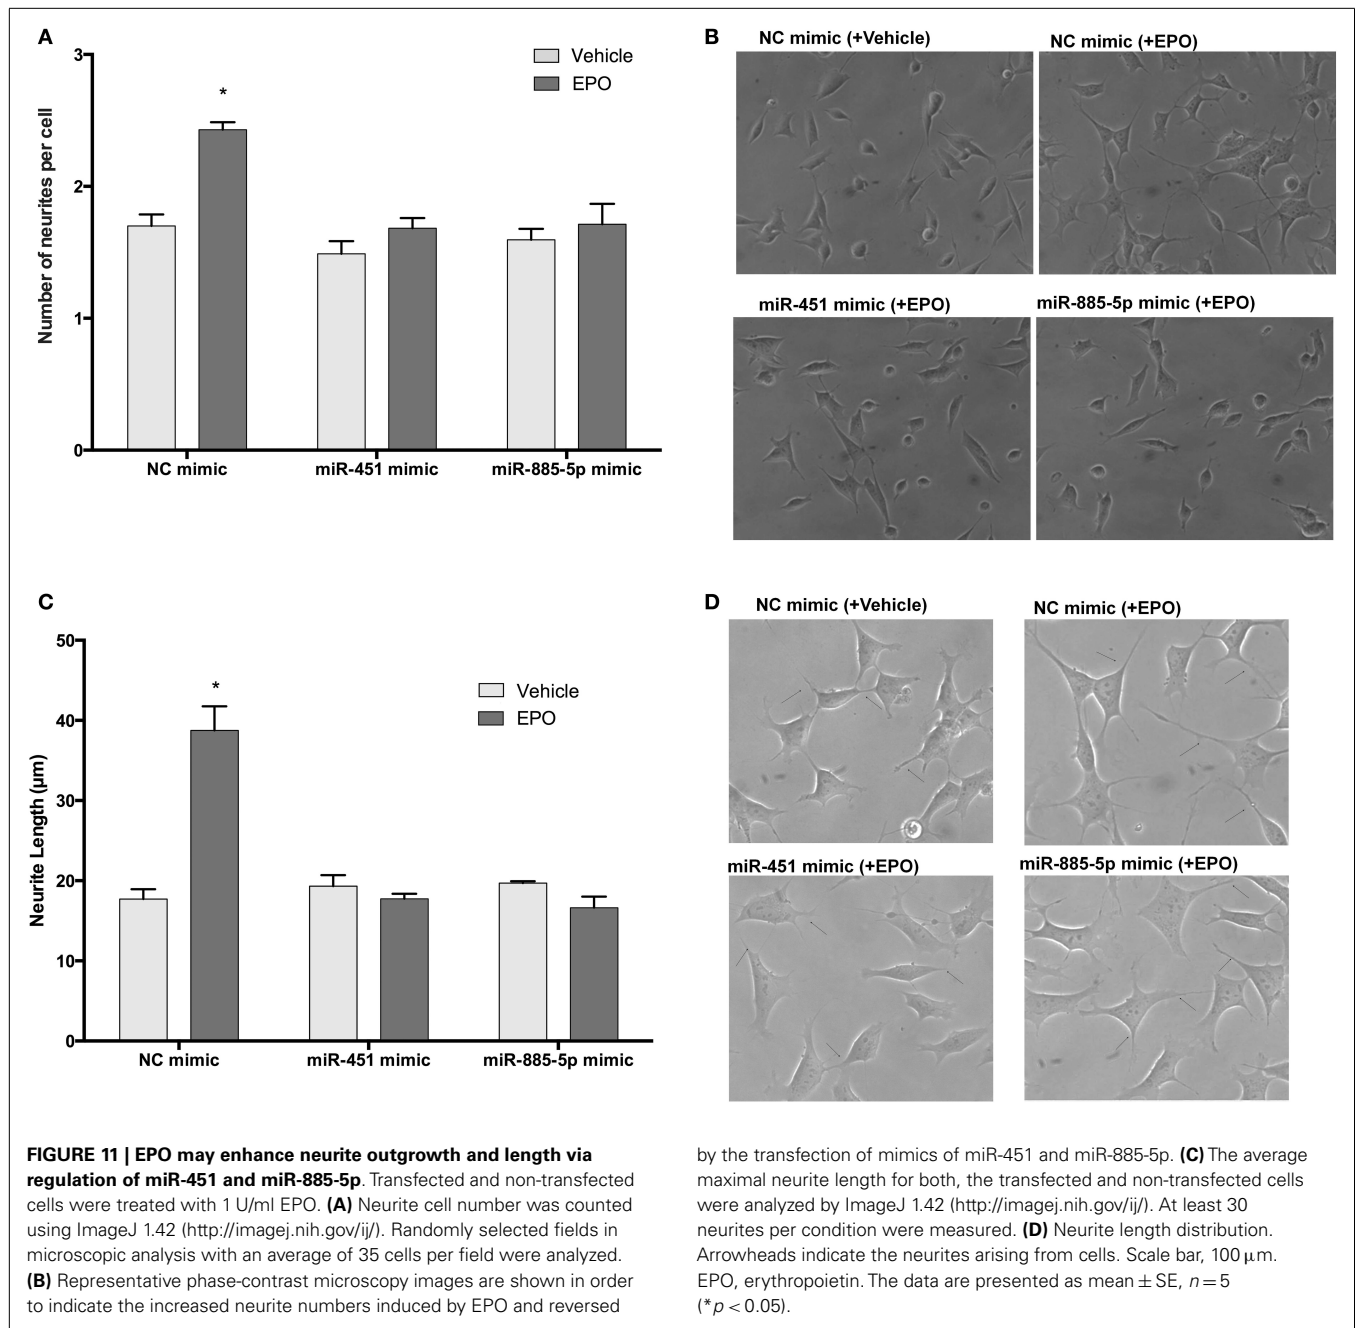 A
3
2
1
0
Number of neurites per cell
Vehicle
EPO
*
NC mimic
miR-451 mimic
miR-885-5p mimic
B
NC mimic (+Vehicle)
NC mimic (+EPO)
miR-451 mimic (+EPO)
miR-885-5p mimic (+EPO)
C
50
40
30
20
10
0
Neurite Length (μm)
Vehicle
EPO
*
NC mimic
miR-451 mimic
miR-885-5p mimic
D
NC mimic (+Vehicle)
NC mimic (+EPO)
miR-451 mimic (+EPO)
miR-885-5p mimic (+EPO)
FIGURE 11 | EPO may enhance neurite outgrowth and length via
regulation of miR-451 and miR-885-5p. Transfected and non-transfected
cells were treated with 1 U/ml EPO. (A) Neurite cell number was counted
using ImageJ 1.42 (http://imagej.nih.gov/ij/). Randomly selected fields in
microscopic analysis with an average of 35 cells per field were analyzed.
(B) Representative phase-contrast microscopy images are shown in order
to indicate the increased neurite numbers induced by EPO and reversed
by the transfection of mimics of miR-451 and miR-885-5p. (C) The average
maximal neurite length for both, the transfected and non-transfected cells
were analyzed by ImageJ 1.42 (http://imagej.nih.gov/ij/). At least 30
neurites per condition were measured. (D) Neurite length distribution.
Arrowheads indicate the neurites arising from cells. Scale bar, 100 μm.
EPO, erythropoietin. The data are presented as mean ± SE, n = 5
(*p < 0.05).